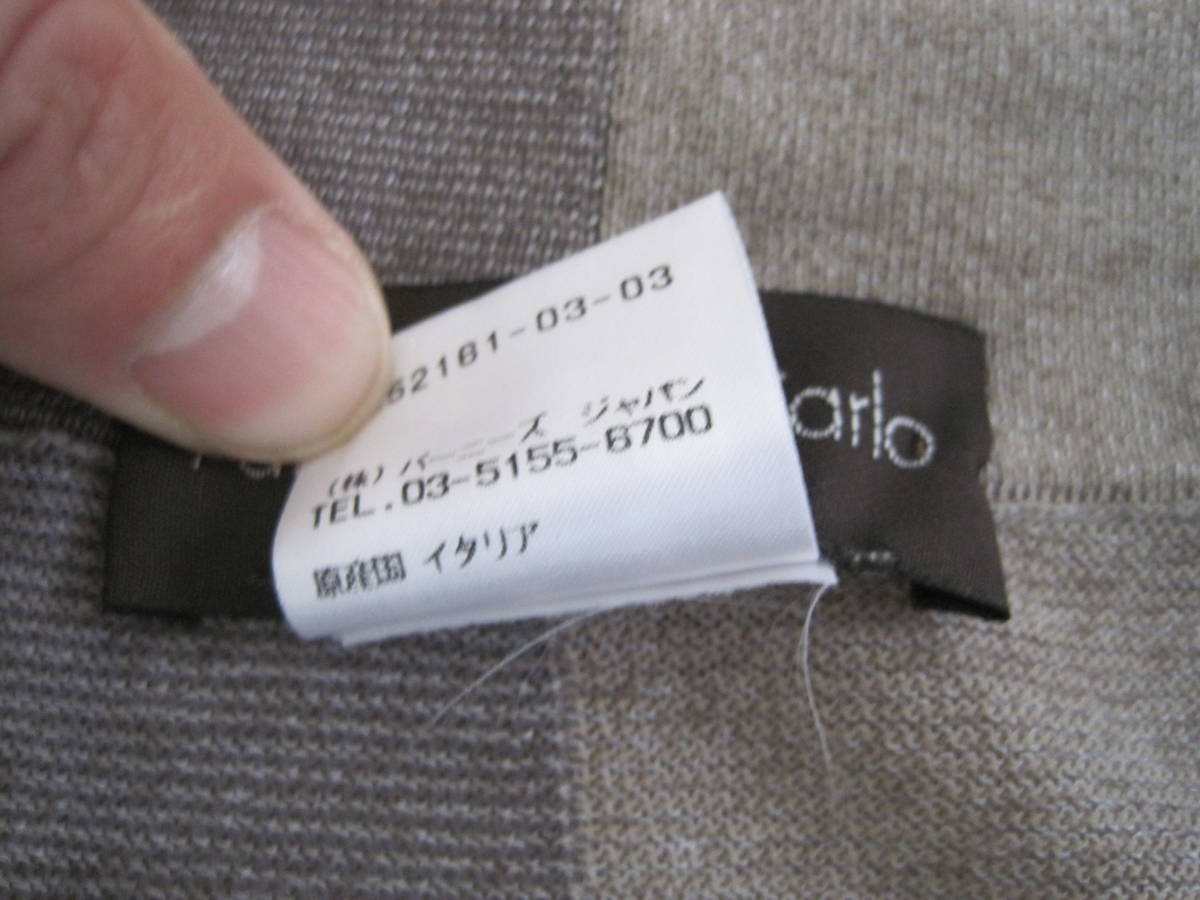 62161-03-03
(株) バーニーズ ジャパン
TEL.03-5155-6700
原産国 イタリア
arlo